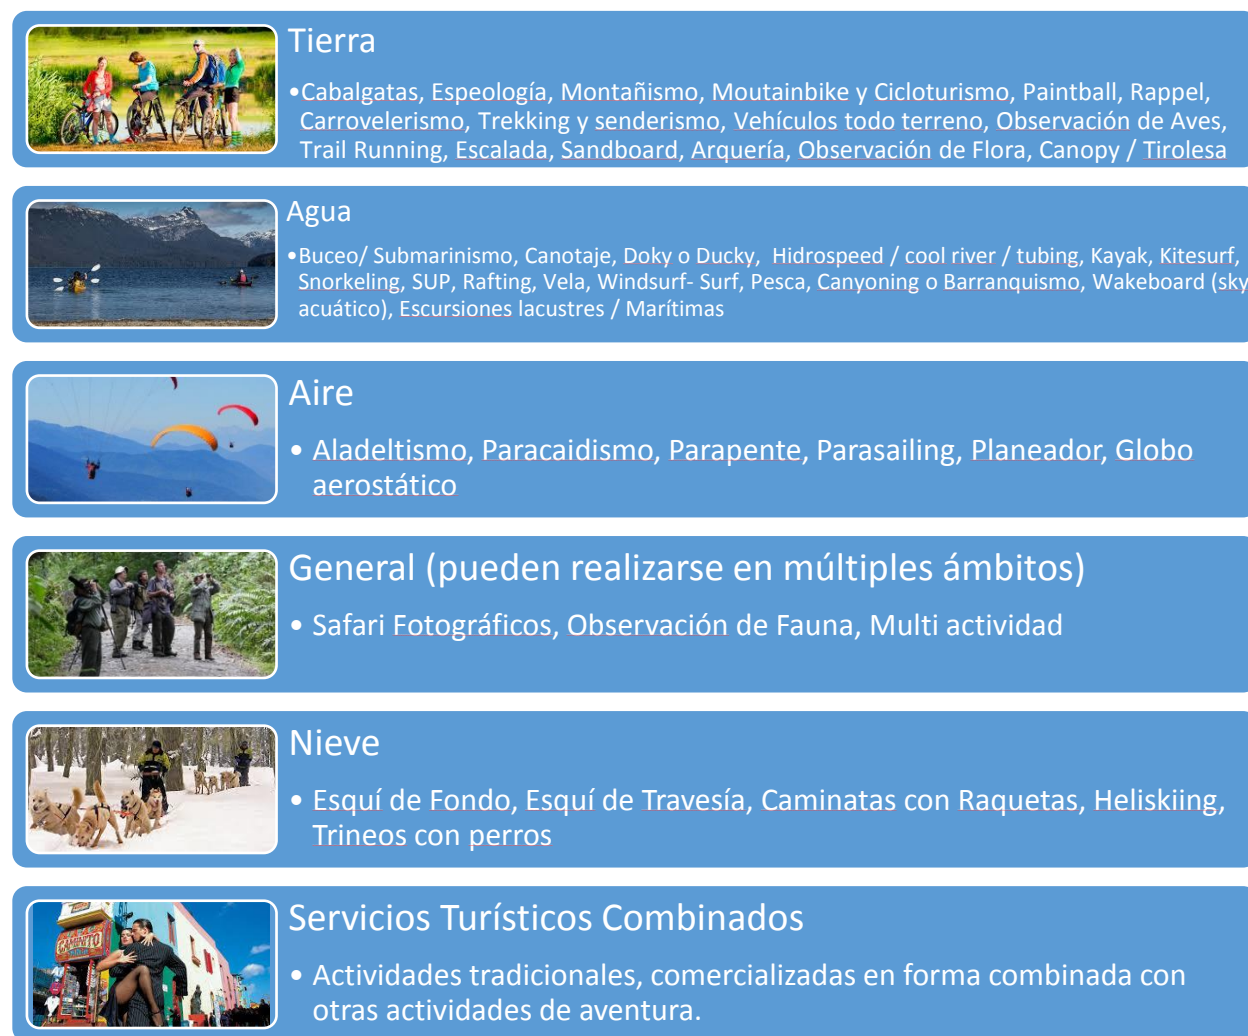 Tierra
•Cabalgatas, Espeología, Montañismo, Moutainbike y Cicloturismo, Paintball, Rappel,
Carrovelerismo, Trekking y senderismo, Vehículos todo terreno, Observación de Aves,
Trail Running, Escalada, Sandboard, Arquería, Observación de Flora, Canopy / Tirolesa
Agua
•Buceo/ Submarinismo, Canotaje, Doky o Ducky, Hidrospeed / cool river / tubing, Kayak, Kitesurf,
Snorkeling, SUP, Rafting, Vela, Windsurf- Surf, Pesca, Canyoning o Barranquismo, Wakeboard (sky
acuático), Escursiones lacustres / Marítimas
Aire
• Aladeltismo, Paracaidismo, Parapente, Parasailing, Planeador, Globo
aerostático
General (pueden realizarse en múltiples ámbitos)
• Safari Fotográficos, Observación de Fauna, Multi actividad
Nieve
• Esquí de Fondo, Esquí de Travesía, Caminatas con Raquetas, Heliskiing,
Trineos con perros
CAMINITO
Servicios Turísticos Combinados
• Actividades tradicionales, comercializadas en forma combinada con
otras actividades de aventura.